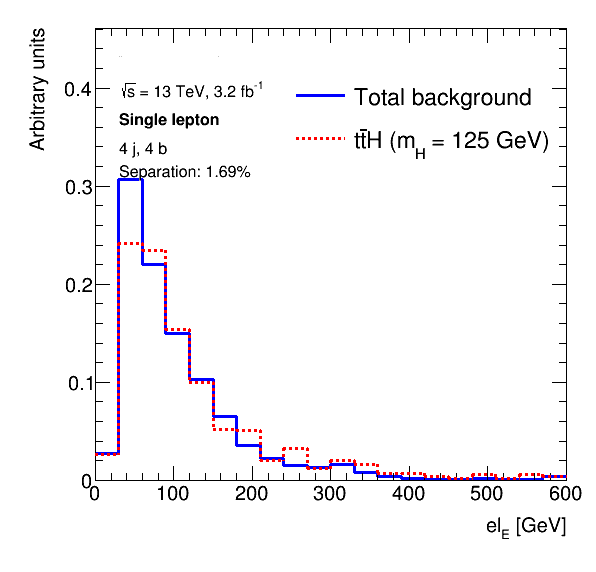 Arbitrary units
√s = 13 TeV, 3.2 fb⁻¹
Single lepton
4 j, 4 b
Separation: 1.69%
Total background
tt̄H (m_H = 125 GeV)
0.4
0.3
0.2
0.1
0
0 100 200 300 400 500 600
el_E [GeV]